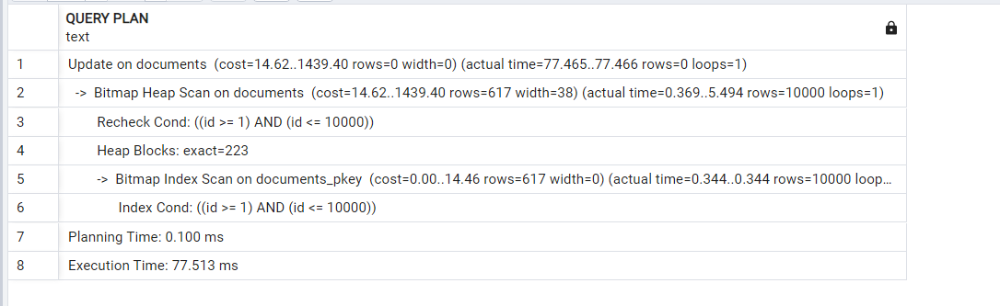 QUERY PLAN
text
1 Update on documents (cost=14.62..1439.40 rows=0 width=0) (actual time=77.465..77.466 rows=0 loops=1)
2 -> Bitmap Heap Scan on documents (cost=14.62..1439.40 rows=617 width=38) (actual time=0.369..5.494 rows=10000 loops=1)
3 Recheck Cond: ((id >= 1) AND (id <= 10000))
4 Heap Blocks: exact=223
5 -> Bitmap Index Scan on documents_pkey (cost=0.00..14.46 rows=617 width=0) (actual time=0.344..0.344 rows=10000 loop...
6 Index Cond: ((id >= 1) AND (id <= 10000))
7 Planning Time: 0.100 ms
8 Execution Time: 77.513 ms